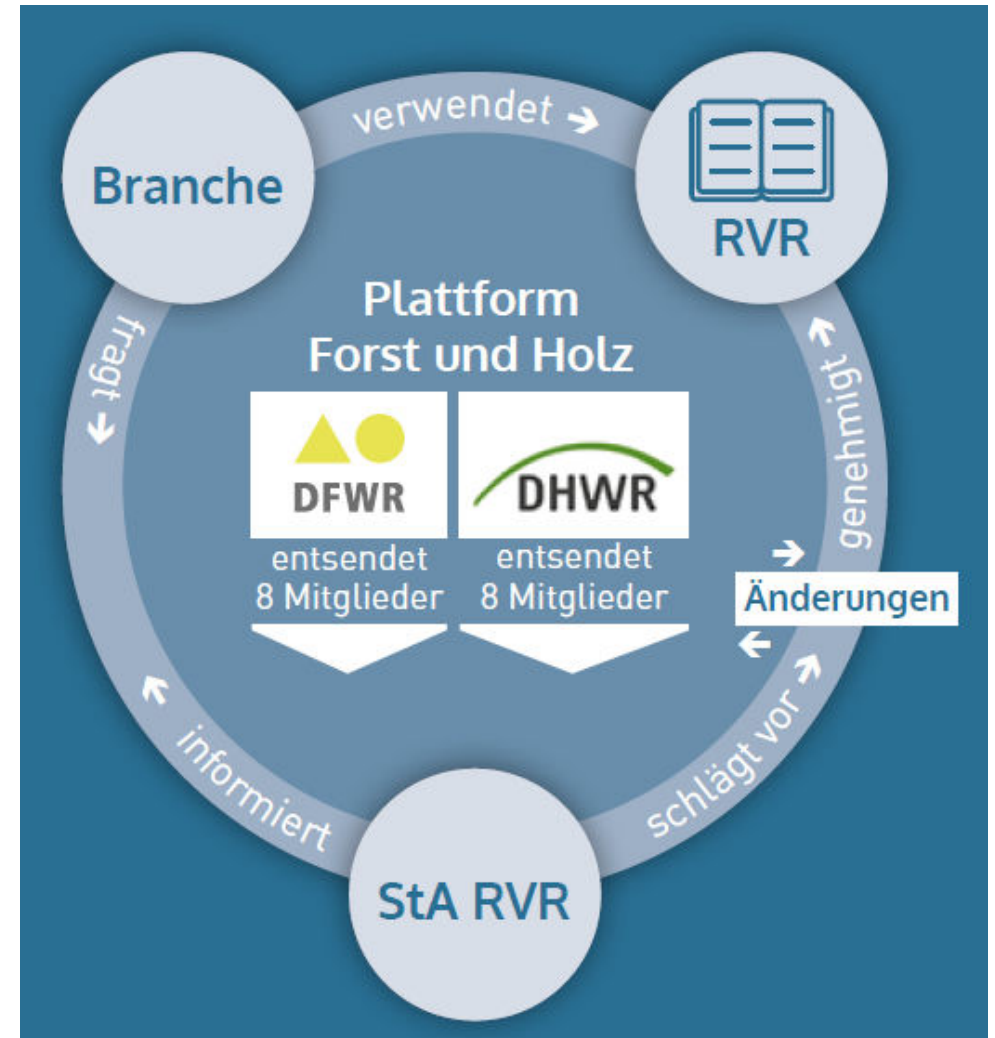 verwendet →
Branche
RVR
Plattform
Forst und Holz
fragt →
genehmigt →
DFWR
DHWR
entsendet
8 Mitglieder
entsendet
8 Mitglieder
→
Änderungen
←
informiert →
schlägt vor →
StA RVR